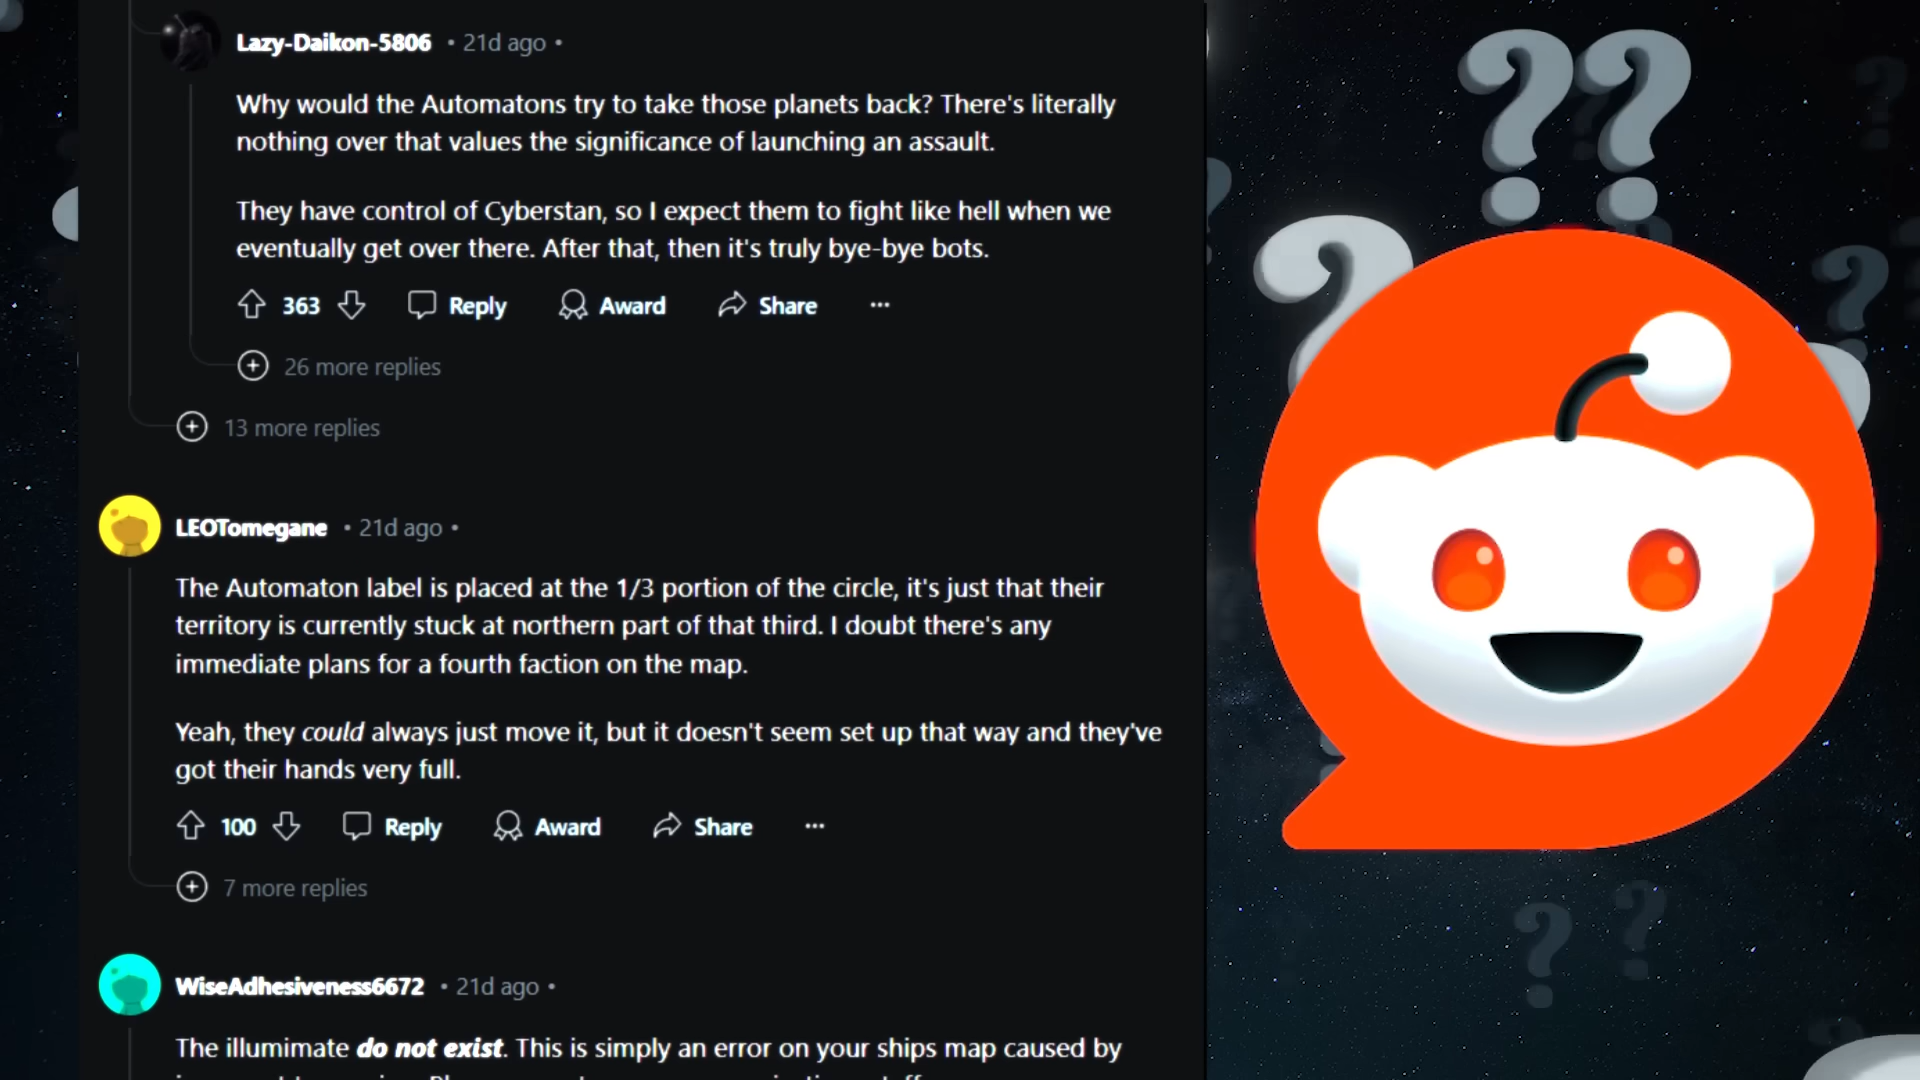 Lazy-Daikon-5806 • 21d ago •
Why would the Automatons try to take those planets back? There's literally
nothing over that values the significance of launching an assault.
They have control of Cyberstan, so I expect them to fight like hell when we
eventually get over there. After that, then it's truly bye-bye bots.
363 Reply Award Share ...
26 more replies
13 more replies
LEOTomegane • 21d ago •
The Automaton label is placed at the 1/3 portion of the circle, it's just that their
territory is currently stuck at northern part of that third. I doubt there's any
immediate plans for a fourth faction on the map.
Yeah, they could always just move it, but it doesn't seem set up that way and they've
got their hands very full.
100 Reply Award Share ...
7 more replies
WiseAdhesiveness6672 • 21d ago •
The illumimate do not exist. This is simply an error on your ships map caused by